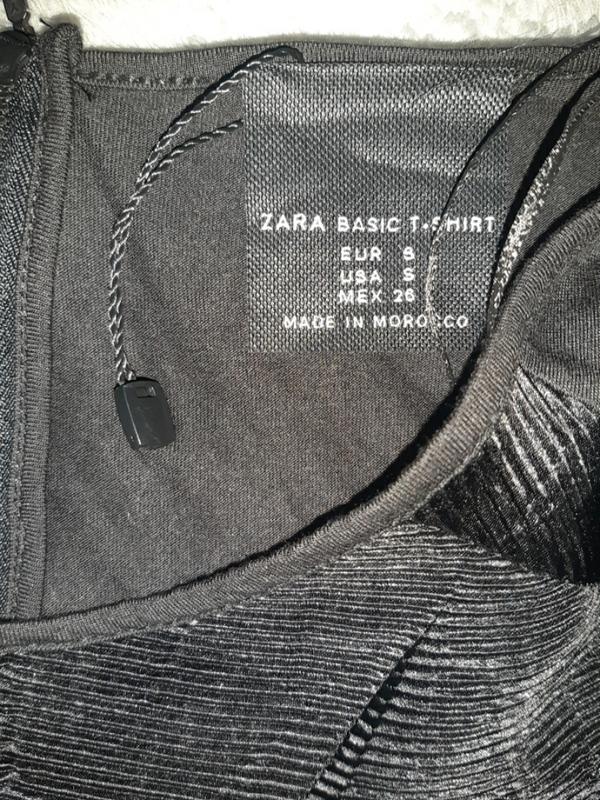 ZARA BASIC T-SHIRT
EUR S
USA S
MEX 26
MADE IN MOROCCO